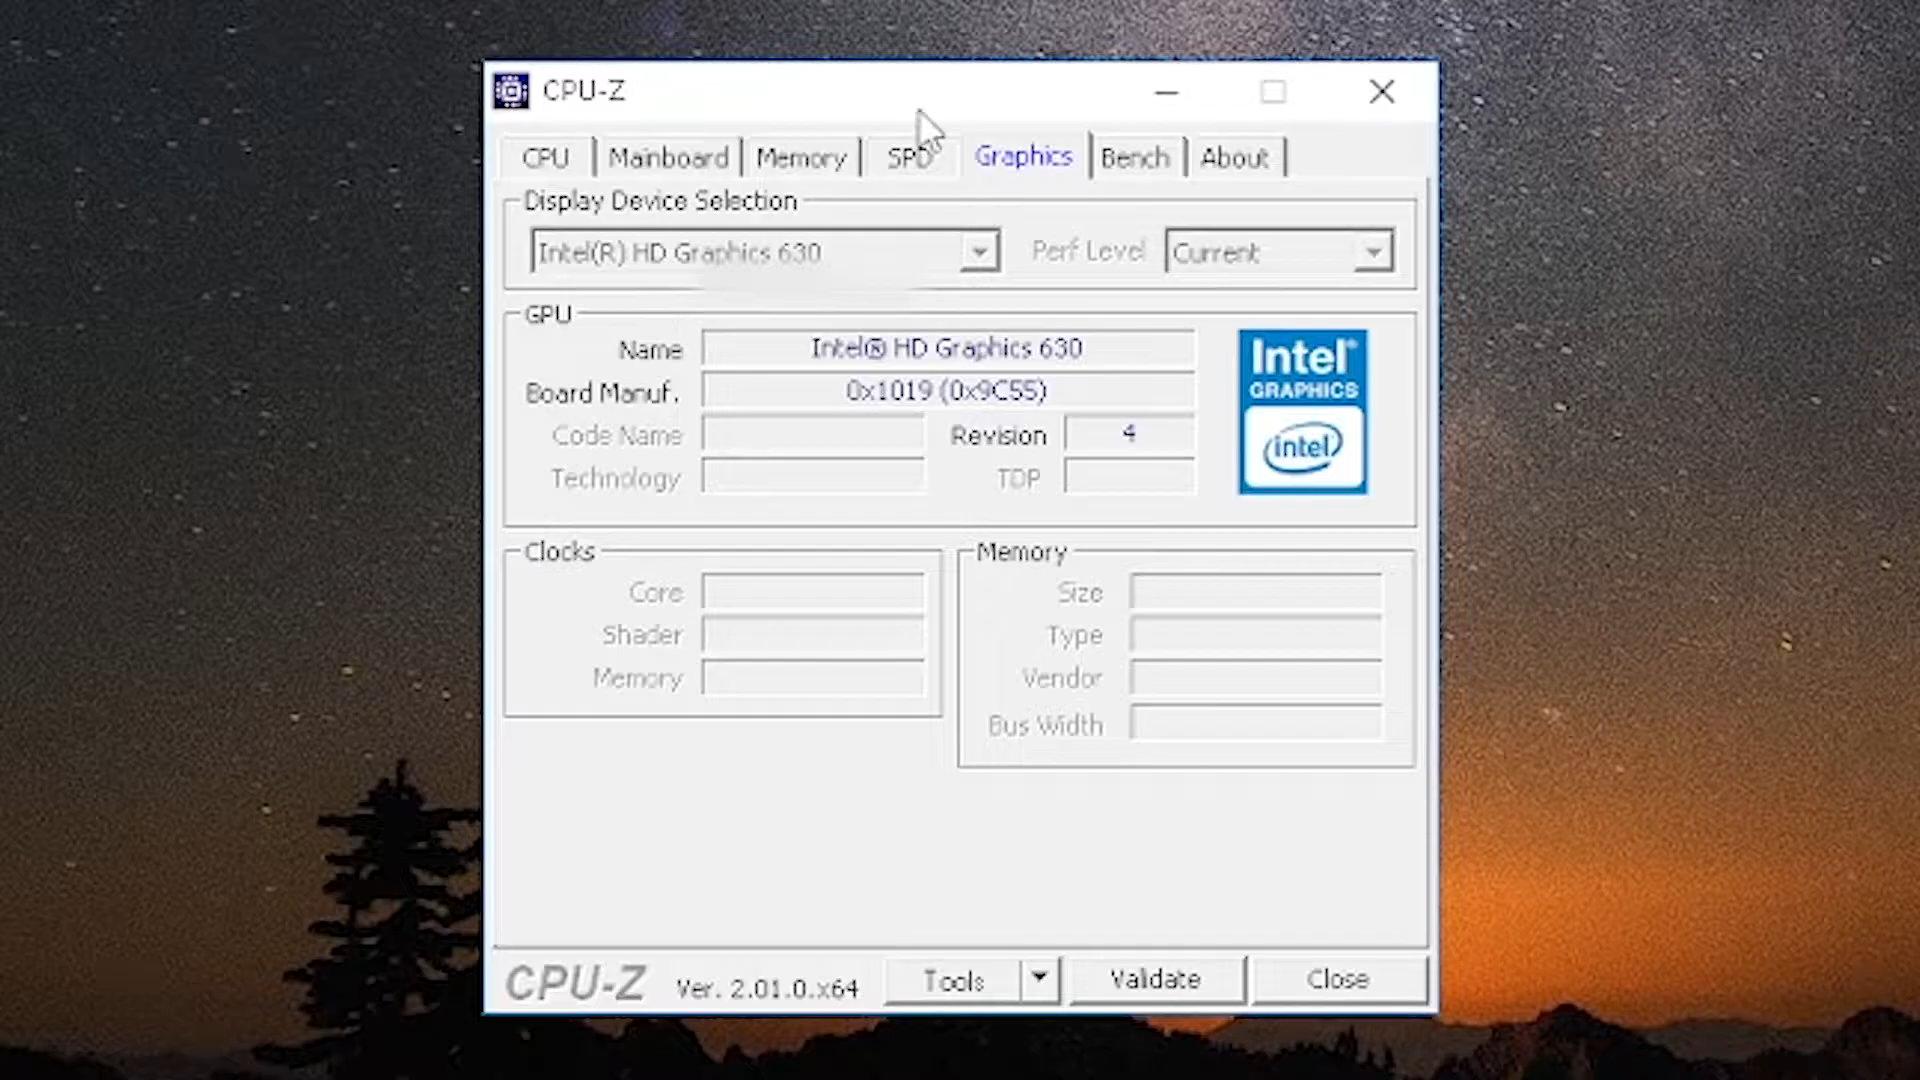 CPU-Z
CPU Mainboard Memory SPD Graphics Bench About
Display Device Selection
Intel(R) HD Graphics 630 Perf Level Current
GPU
Name Intel® HD Graphics 630
Board Manuf. 0x1019 (0x9C55)
Code Name Revision 4
Technology TDP
Intel®
GRAPHICS
intel
Clocks
Core
Shader
Memory
Memory
Size
Type
Vendor
Bus Width
CPU-Z Ver. 2.01.0.x64 Tools Validate Close